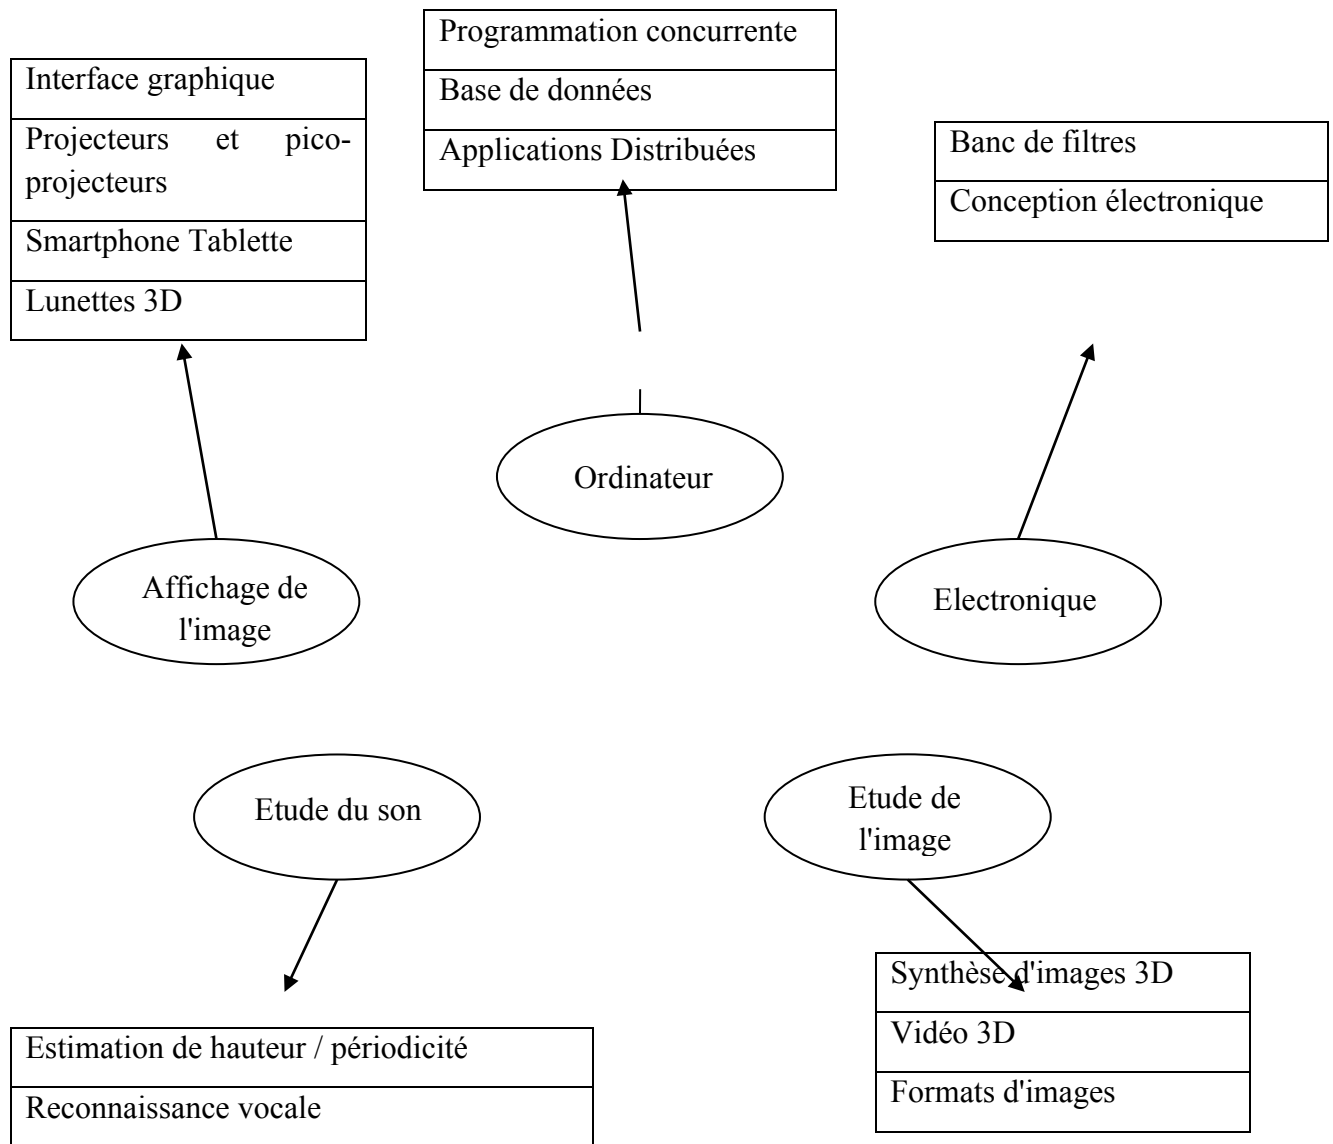 Programmation concurrente
Base de données
Applications Distribuées
Interface graphique
Projecteurs et pico-
projecteurs
Smartphone Tablette
Lunettes 3D
Banc de filtres
Conception électronique
Ordinateur
Affichage de
l'image
Electronique
Etude du son
Etude de
l'image
Synthèse d'images 3D
Vidéo 3D
Formats d'images
Estimation de hauteur / périodicité
Reconnaissance vocale